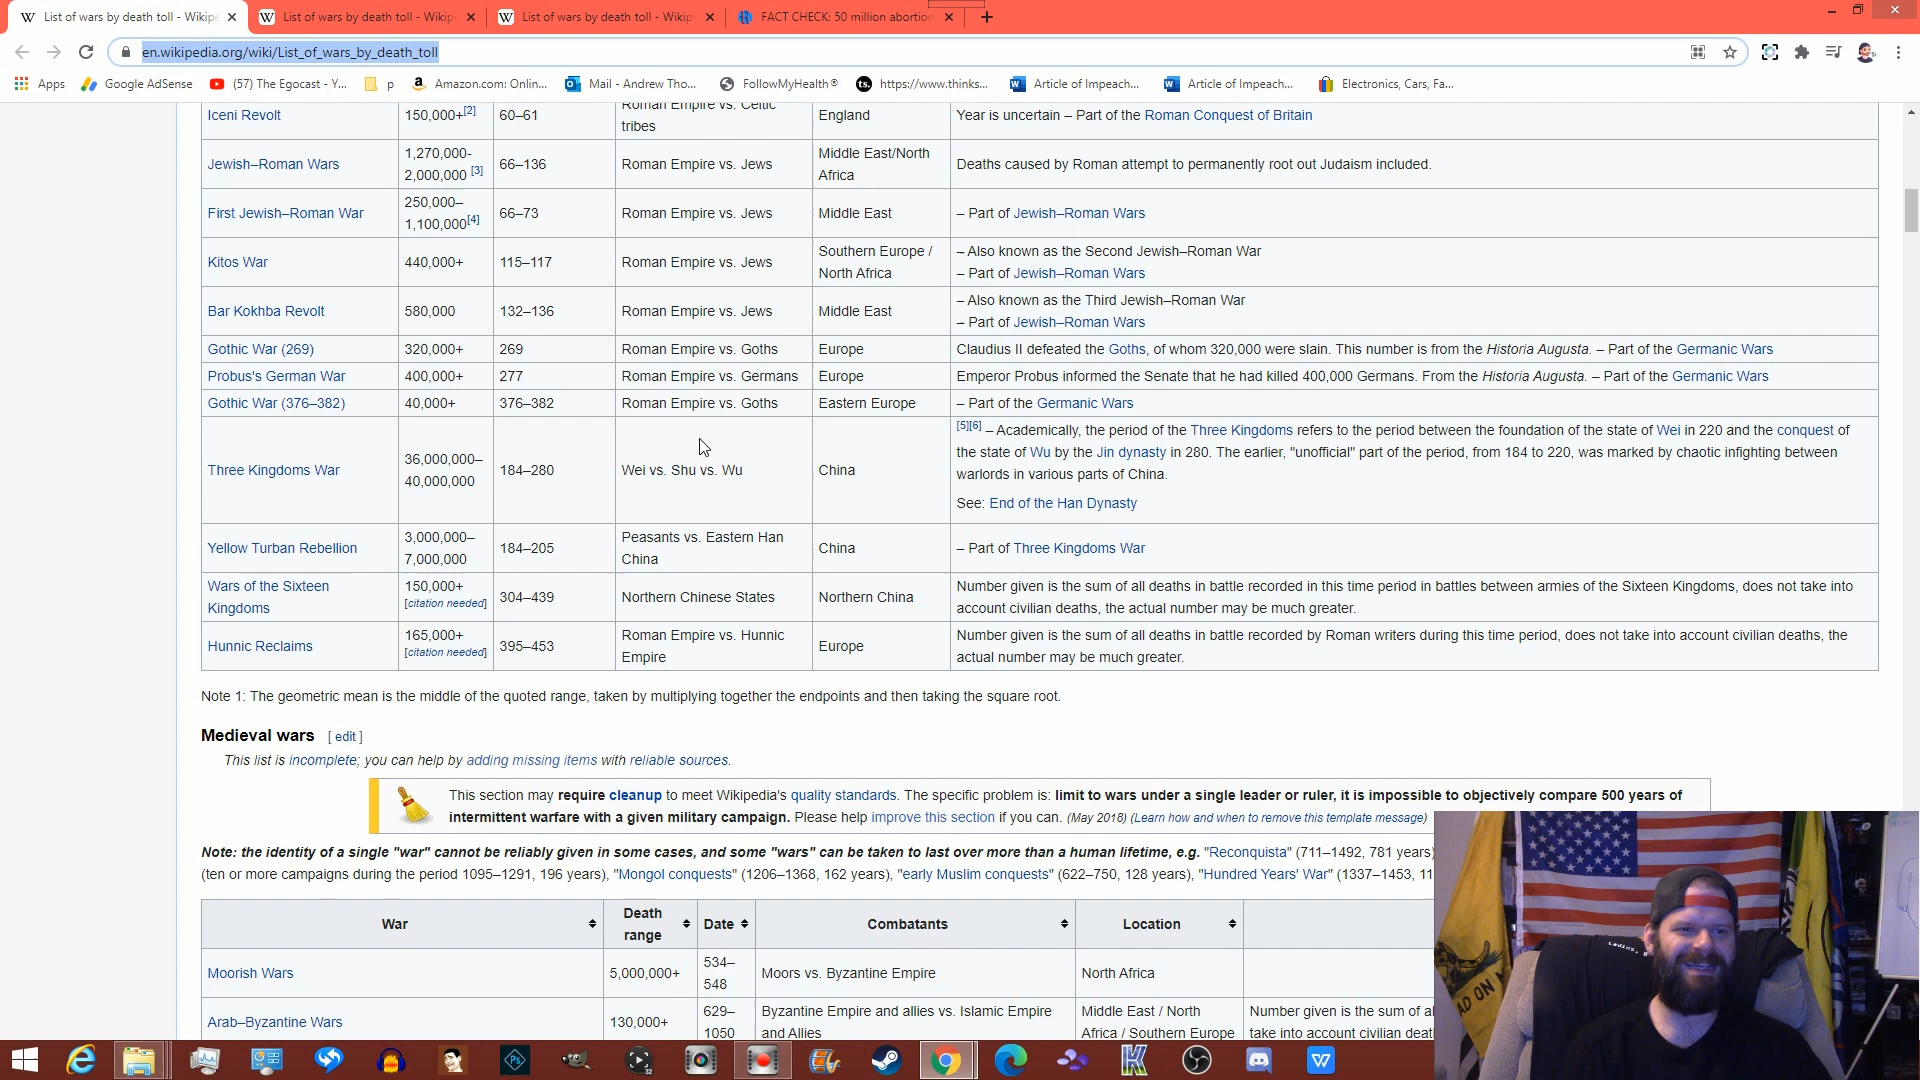 List of wars by death toll - Wikipe
List of wars by death toll - Wikip
List of wars by death toll - Wikip
FACT CHECK: 50 million abortion
en.wikipedia.org/wiki/List_of_wars_by_death_toll
Apps
Google AdSense
(57) The Egocast - Y...
p
Amazon.com: Onlin...
Mail - Andrew Tho...
FollowMyHealth®
https://www.thinks...
Article of Impeach...
Article of Impeach...
Electronics, Cars, Fa...
Iceni Revolt
150,000+[2]
60–61
Roman Empire vs. Celtic
tribes
England
Year is uncertain – Part of the Roman Conquest of Britain
Jewish–Roman Wars
1,270,000-
2,000,000 [3]
66–136
Roman Empire vs. Jews
Middle East/North
Africa
Deaths caused by Roman attempt to permanently root out Judaism included.
First Jewish–Roman War
250,000–
1,100,000[4]
66–73
Roman Empire vs. Jews
Middle East
– Part of Jewish–Roman Wars
Kitos War
440,000+
115–117
Roman Empire vs. Jews
Southern Europe /
North Africa
– Also known as the Second Jewish–Roman War
– Part of Jewish–Roman Wars
Bar Kokhba Revolt
580,000
132–136
Roman Empire vs. Jews
Middle East
– Also known as the Third Jewish–Roman War
– Part of Jewish–Roman Wars
Gothic War (269)
320,000+
269
Roman Empire vs. Goths
Europe
Claudius II defeated the Goths, of whom 320,000 were slain. This number is from the Historia Augusta. – Part of the Germanic Wars
Probus's German War
400,000+
277
Roman Empire vs. Germans
Europe
Emperor Probus informed the Senate that he had killed 400,000 Germans. From the Historia Augusta. – Part of the Germanic Wars
Gothic War (376–382)
40,000+
376–382
Roman Empire vs. Goths
Eastern Europe
– Part of the Germanic Wars
Three Kingdoms War
36,000,000–
40,000,000
184–280
Wei vs. Shu vs. Wu
China
[5][6] – Academically, the period of the Three Kingdoms refers to the period between the foundation of the state of Wei in 220 and the conquest of
the state of Wu by the Jin dynasty in 280. The earlier, "unofficial" part of the period, from 184 to 220, was marked by chaotic infighting between
warlords in various parts of China.
See: End of the Han Dynasty
Yellow Turban Rebellion
3,000,000–
7,000,000
184–205
Peasants vs. Eastern Han
China
China
– Part of Three Kingdoms War
Wars of the Sixteen
Kingdoms
150,000+
[citation needed]
304–439
Northern Chinese States
Northern China
Number given is the sum of all deaths in battle recorded in this time period in battles between armies of the Sixteen Kingdoms, does not take into
account civilian deaths, the actual number may be much greater.
Hunnic Reclaims
165,000+
[citation needed]
395–453
Roman Empire vs. Hunnic
Empire
Europe
Number given is the sum of all deaths in battle recorded by Roman writers during this time period, does not take into account civilian deaths, the
actual number may be much greater.
Note 1: The geometric mean is the middle of the quoted range, taken by multiplying together the endpoints and then taking the square root.
Medieval wars [ edit ]
This list is incomplete; you can help by adding missing items with reliable sources.
This section may require cleanup to meet Wikipedia's quality standards. The specific problem is: limit to wars under a single leader or ruler, it is impossible to objectively compare 500 years of
intermittent warfare with a given military campaign. Please help improve this section if you can. (May 2018) (Learn how and when to remove this template message)
Note: the identity of a single "war" cannot be reliably given in some cases, and some "wars" can be taken to last over more than a human lifetime, e.g. "Reconquista" (711–1492, 781 years)
(ten or more campaigns during the period 1095–1291, 196 years), "Mongol conquests" (1206–1368, 162 years), "early Muslim conquests" (622–750, 128 years), "Hundred Years' War" (1337–1453, 11
War
Death
range
Date
Combatants
Location
Moorish Wars
5,000,000+
534–
548
Moors vs. Byzantine Empire
North Africa
Arab–Byzantine Wars
130,000+
629–
1050
Byzantine Empire and allies vs. Islamic Empire
and Allies
Middle East / North
Africa / Southern Europe
Number given is the sum of al
take into account civilian deat
AD ON
32